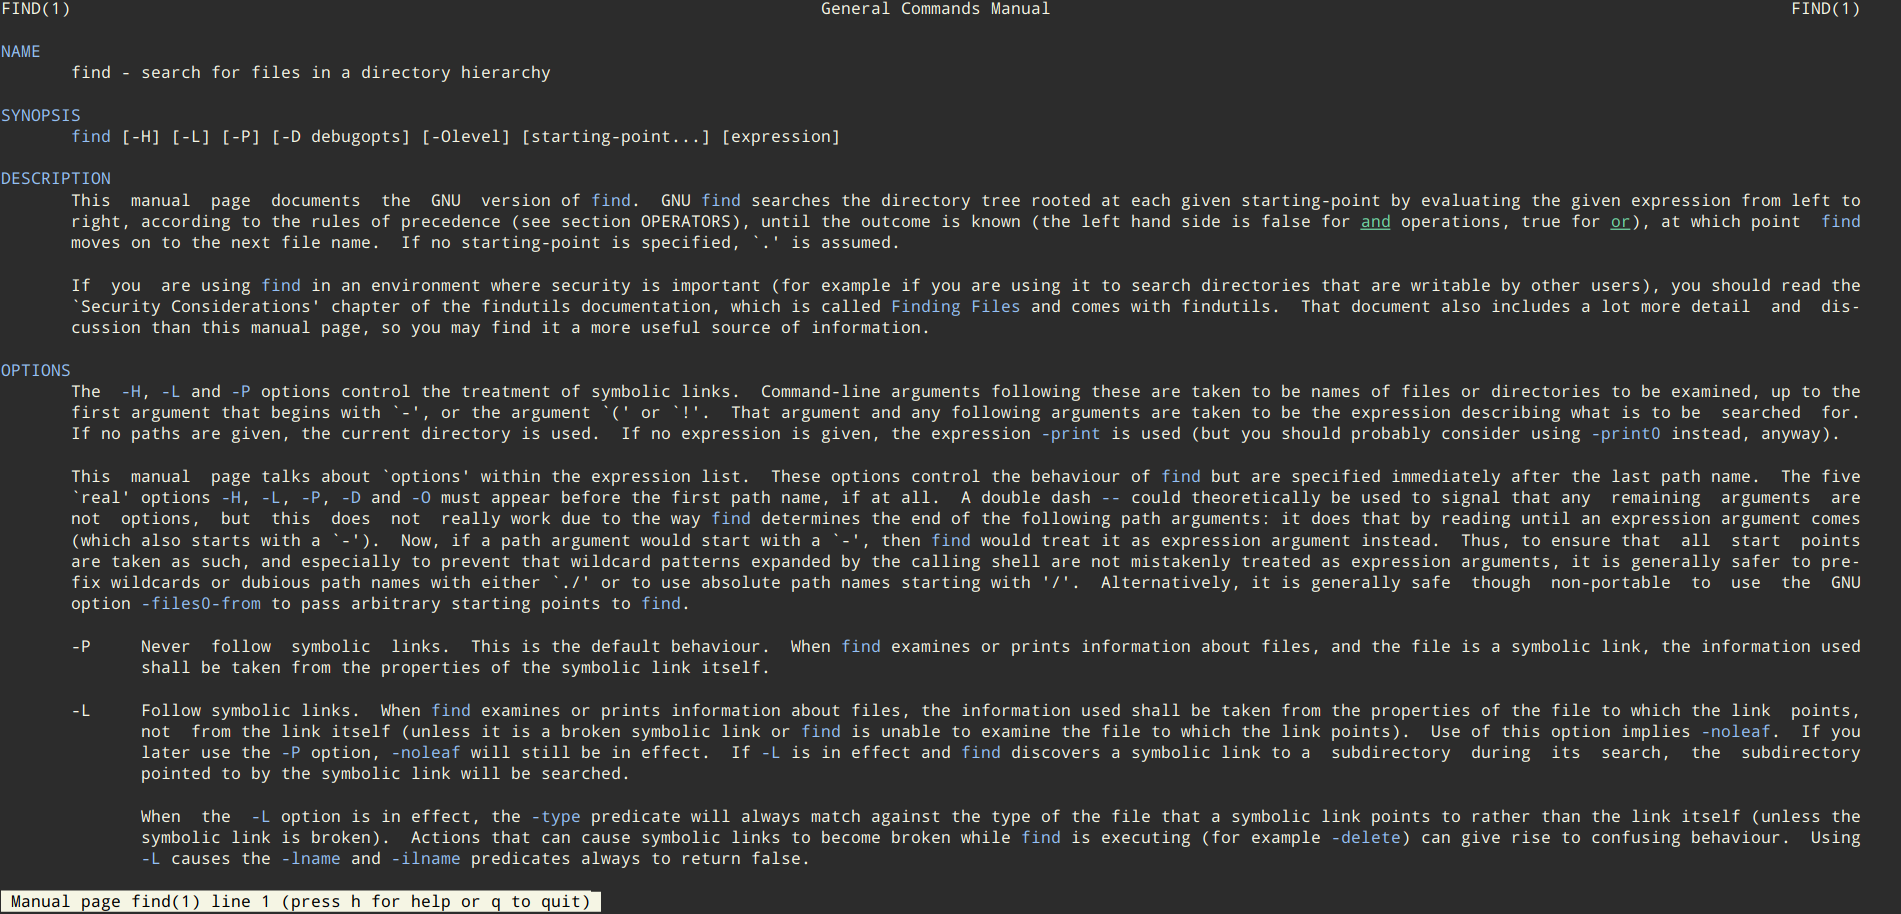 FIND(1) General Commands Manual FIND(1)
NAME
find - search for files in a directory hierarchy
SYNOPSIS
find [-H] [-L] [-P] [-D debugopts] [-Olevel] [starting-point...] [expression]
DESCRIPTION
This manual page documents the GNU version of find. GNU find searches the directory tree rooted at each given starting-point by evaluating the given expression from left to
right, according to the rules of precedence (see section OPERATORS), until the outcome is known (the left hand side is false for and operations, true for or), at which point find
moves on to the next file name. If no starting-point is specified, `.' is assumed.
If you are using find in an environment where security is important (for example if you are using it to search directories that are writable by other users), you should read the
`Security Considerations' chapter of the findutils documentation, which is called Finding Files and comes with findutils. That document also includes a lot more detail and dis-
cussion than this manual page, so you may find it a more useful source of information.
OPTIONS
The -H, -L and -P options control the treatment of symbolic links. Command-line arguments following these are taken to be names of files or directories to be examined, up to the
first argument that begins with `-', or the argument `(' or `!'. That argument and any following arguments are taken to be the expression describing what is to be searched for.
If no paths are given, the current directory is used. If no expression is given, the expression -print is used (but you should probably consider using -print0 instead, anyway).
This manual page talks about `options' within the expression list. These options control the behaviour of find but are specified immediately after the last path name. The five
`real' options -H, -L, -P, -D and -O must appear before the first path name, if at all. A double dash -- could theoretically be used to signal that any remaining arguments are
not options, but this does not really work due to the way find determines the end of the following path arguments: it does that by reading until an expression argument comes
(which also starts with a `-'). Now, if a path argument would start with a `-', then find would treat it as expression argument instead. Thus, to ensure that all start points
are taken as such, and especially to prevent that wildcard patterns expanded by the calling shell are not mistakenly treated as expression arguments, it is generally safer to pre-
fix wildcards or dubious path names with either `./' or to use absolute path names starting with '/'. Alternatively, it is generally safe though non-portable to use the GNU
option -files0-from to pass arbitrary starting points to find.
-P Never follow symbolic links. This is the default behaviour. When find examines or prints information about files, and the file is a symbolic link, the information used
shall be taken from the properties of the symbolic link itself.
-L Follow symbolic links. When find examines or prints information about files, the information used shall be taken from the properties of the file to which the link points,
not from the link itself (unless it is a broken symbolic link or find is unable to examine the file to which the link points). Use of this option implies -noleaf. If you
later use the -P option, -noleaf will still be in effect. If -L is in effect and find discovers a symbolic link to a subdirectory during its search, the subdirectory
pointed to by the symbolic link will be searched.
When the -L option is in effect, the -type predicate will always match against the type of the file that a symbolic link points to rather than the link itself (unless the
symbolic link is broken). Actions that can cause symbolic links to become broken while find is executing (for example -delete) can give rise to confusing behaviour. Using
-L causes the -lname and -ilname predicates always to return false.
Manual page find(1) line 1 (press h for help or q to quit)